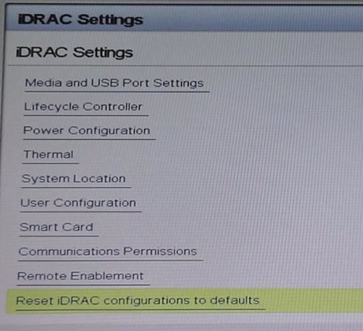 iDRAC Settings
iDRAC Settings
Media and USB Port Settings
Lifecycle Controller
Power Configuration
Thermal
System Location
User Configuration
Smart Card
Communications Permissions
Remote Enablement
Reset iDRAC configurations to defaults